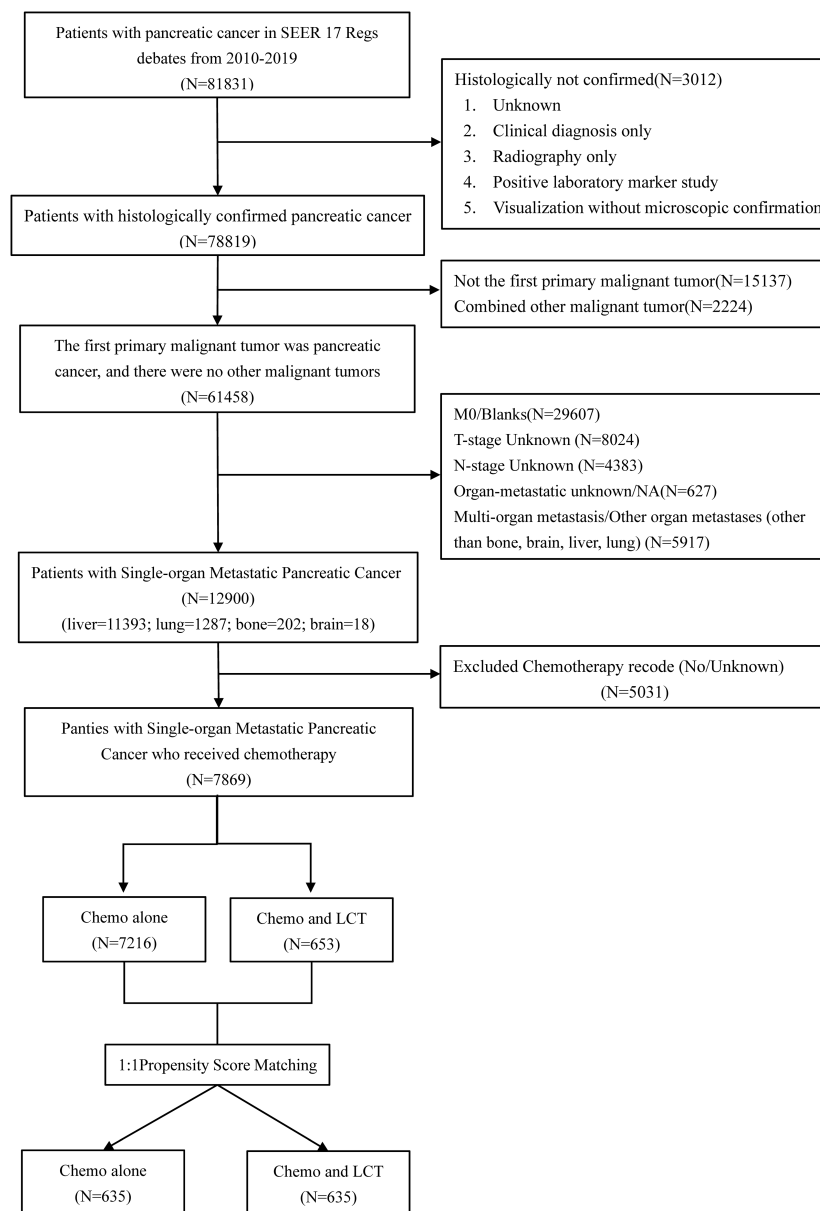 Patients with pancreatic cancer in SEER 17 Regs
debates from 2010-2019
(N=81831)
Histologically not confirmed(N=3012)
1. Unknown
2. Clinical diagnosis only
3. Radiography only
4. Positive laboratory marker study
5. Visualization without microscopic confirmation
Patients with histologically confirmed pancreatic cancer
(N=78819)
Not the first primary malignant tumor(N=15137)
Combined other malignant tumor(N=2224)
The first primary malignant tumor was pancreatic
cancer, and there were no other malignant tumors
(N=61458)
M0/Blanks(N=29607)
T-stage Unknown (N=8024)
N-stage Unknown (N=4383)
Organ-metastatic unknown/NA(N=627)
Multi-organ metastasis/Other organ metastases (other
than bone, brain, liver, lung) (N=5917)
Patients with Single-organ Metastatic Pancreatic Cancer
(N=12900)
(liver=11393; lung=1287; bone=202; brain=18)
Excluded Chemotherapy recode (No/Unknown)
(N=5031)
Panties with Single-organ Metastatic Pancreatic
Cancer who received chemotherapy
(N=7869)
Chemo alone
(N=7216)
Chemo and LCT
(N=653)
1:1Propensity Score Matching
Chemo alone
(N=635)
Chemo and LCT
(N=635)